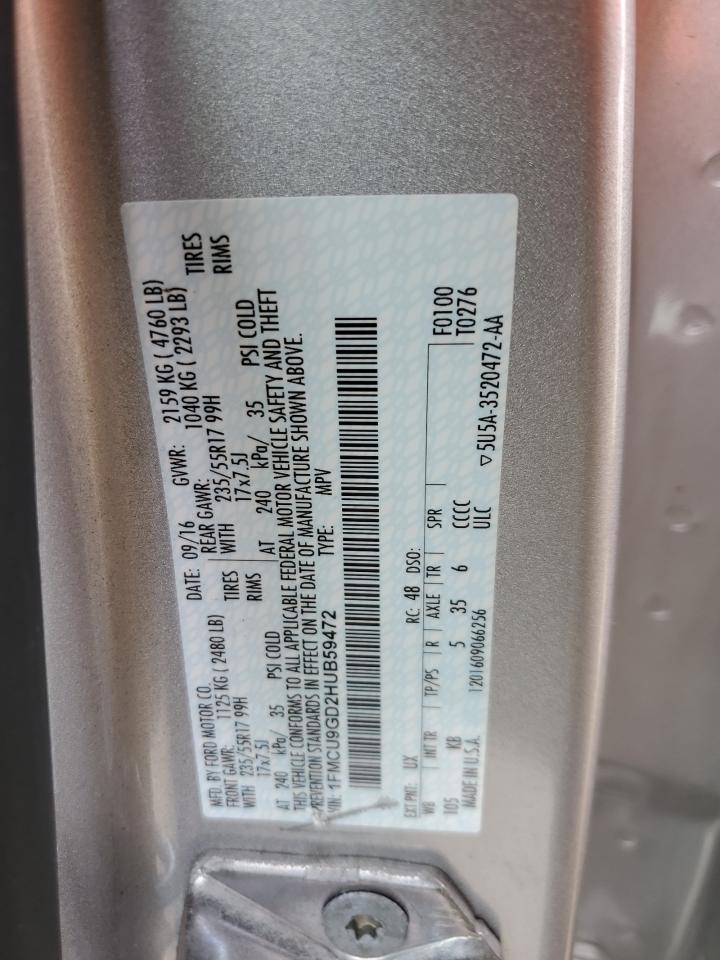 MFD. BY FORD MOTOR CO. DATE: 09/16 GVWR: 2159 KG ( 4760 LB)
FRONT GAWR: 1125 KG ( 2480 LB) REAR GAWR: 1040 KG ( 2293 LB)
WITH 235/55R17 99H TIRES WITH 235/55R17 99H TIRES
17x7.5J RIMS 17x7.5J RIMS
AT 240 kPa/ 35 PSI COLD AT 240 kPa/ 35 PSI COLD
THIS VEHICLE CONFORMS TO ALL APPLICABLE FEDERAL MOTOR VEHICLE SAFETY AND THEFT
PREVENTION STANDARDS IN EFFECT ON THE DATE OF MANUFACTURE SHOWN ABOVE.
VIN: 1FMCU9GD2HUB59472 TYPE: MPV
EXT PNT: UX RC: 48 DSO: F0100
WB INT TR TP/PS R AXLE TR SPR T0276
105 KB 5 35 6 CCCC
MADE IN U.S.A. 1201609066256 ULC ▽5U5A-3520472-AA